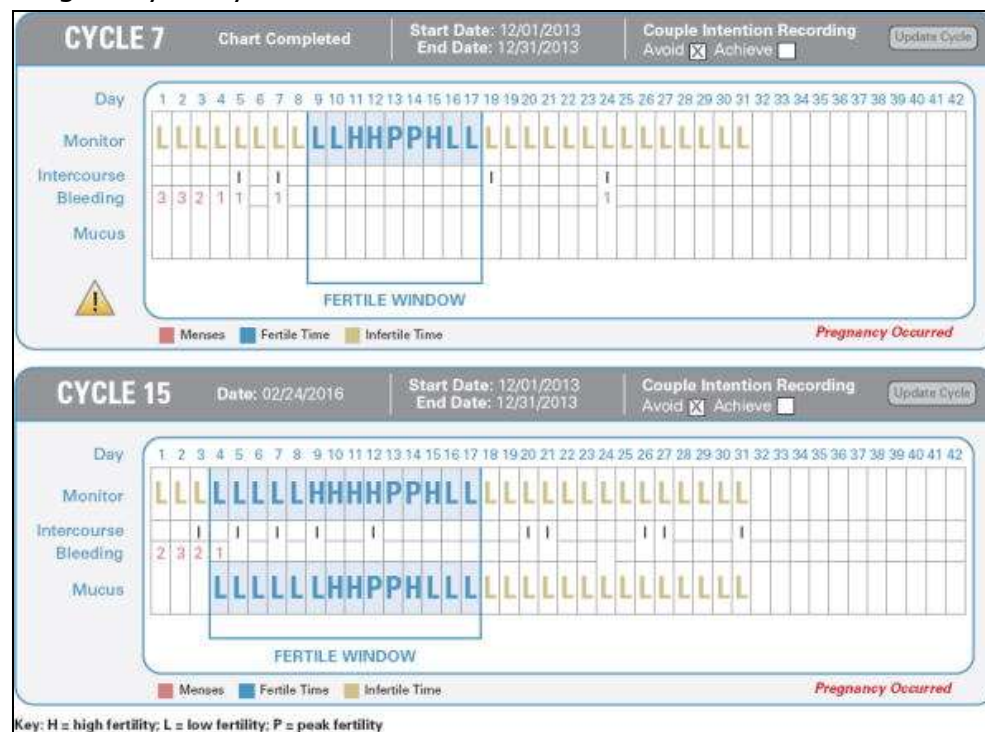 CYCLE 7 Chart Completed Start Date: 12/01/2013 End Date: 12/31/2013 Couple Intention Recording Avoid X Achieve Update Cycle
Day 1 2 3 4 5 6 7 8 9 10 11 12 13 14 15 16 17 18 19 20 21 22 23 24 25 26 27 28 29 30 31 32 33 34 35 36 37 38 39 40 41 42
Monitor L L L L L L L L L L H H P P H L L L L L L L L L L L L L L L L
Intercourse I I I I
Bleeding 3 3 2 1 1 1 1
Mucus
FERTILE WINDOW
Menses Fertile Time Infertile Time Pregnancy Occurred
CYCLE 15 Date: 02/24/2016 Start Date: 12/01/2013 End Date: 12/31/2013 Couple Intention Recording Avoid X Achieve Update Cycle
Day 1 2 3 4 5 6 7 8 9 10 11 12 13 14 15 16 17 18 19 20 21 22 23 24 25 26 27 28 29 30 31 32 33 34 35 36 37 38 39 40 41 42
Monitor L L L L L L L L H H H H P P H L L L L L L L L L L L L L L L L
Intercourse I I I I I I I I I I
Bleeding 2 3 2 1
Mucus L L L L L L H H P P H L L L L L L L L L L L L L L L L L
FERTILE WINDOW
Menses Fertile Time Infertile Time Pregnancy Occurred
Key: H = high fertility; L = low fertility; P = peak fertility